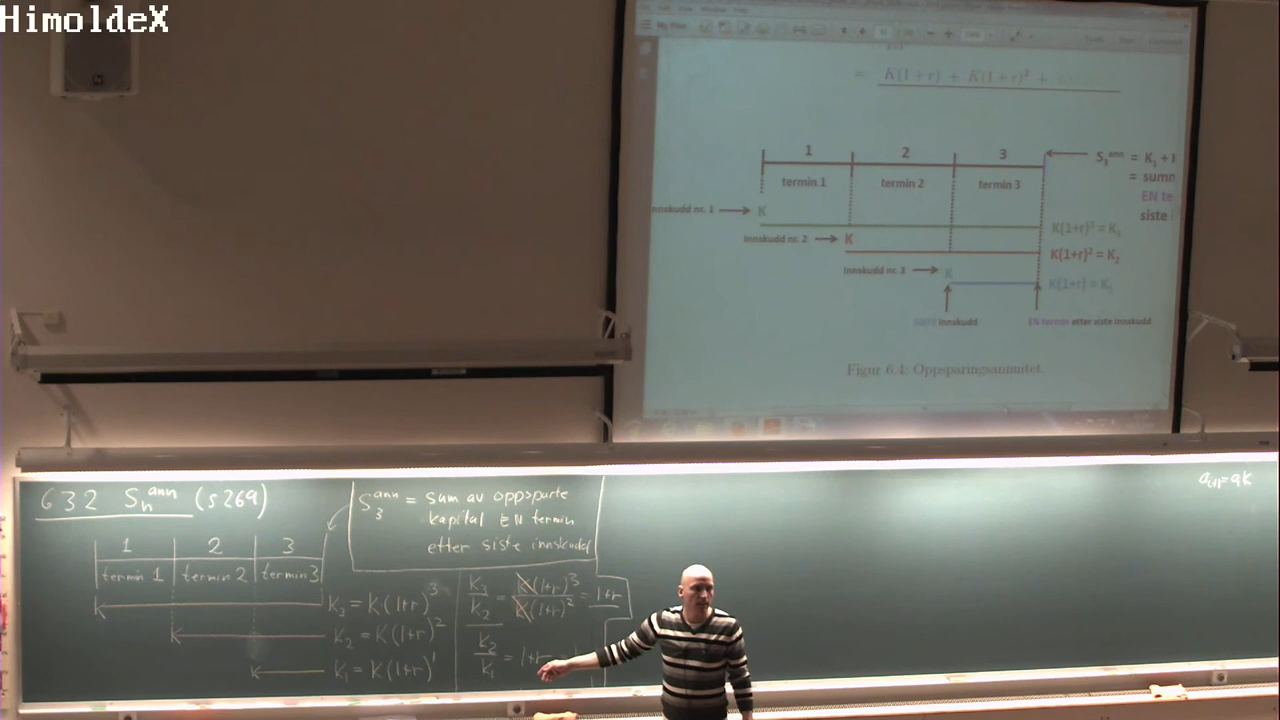 HimoldeX
= K(1+r) + K(1+r)² +
1 2 3
S₃ᵃⁿⁿ = K₁ +
= sum
termin 1 termin 2 termin 3
EN te
siste
Innskudd nr. 1 → K
K(1+r)³ = K₃
Innskudd nr. 2 → K
K(1+r)² = K₂
Innskudd nr. 3 → K
K(1+r) = K₁
SISTE innskudd
EN termin etter siste innskudd
Figur 6.4: Oppsparingsannuitet.
6.3.2 Sₙᵃⁿⁿ (s 269)
S₃ᵃⁿⁿ = sum av oppsparte
kapital EN termin
etter siste innskudd
1 2 3
termin 1 termin 2 termin 3
K K₃ = K(1+r)³
K K₂ = K(1+r)²
K K₁ = K(1+r)¹
K₃/K₂ = K(1+r)³/K(1+r)² = 1+r
K₂/K₁ = 1+r
aᵢ₊₁ = qk